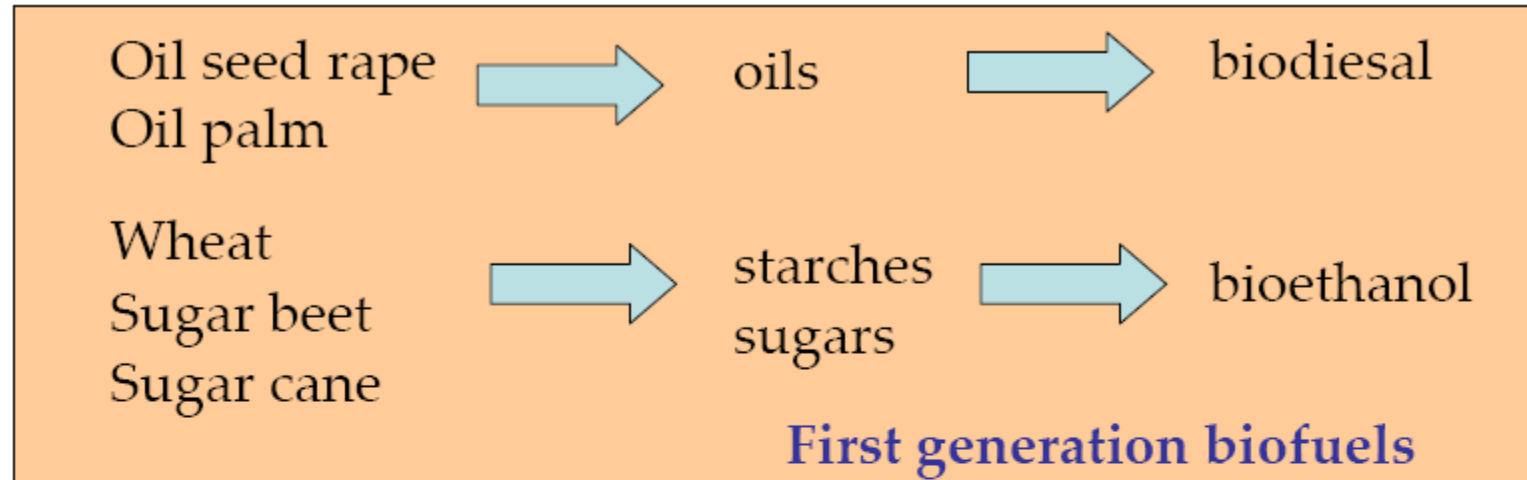 Oil seed rape
Oil palm
oils
biodiesal
Wheat
Sugar beet
Sugar cane
starches
sugars
bioethanol
First generation biofuels